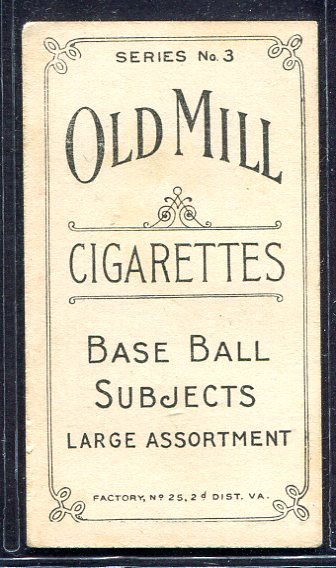 SERIES No. 3
OLD MILL
CIGARETTES
BASE BALL
SUBJECTS
LARGE ASSORTMENT
FACTORY, Nº 25, 2d DIST. VA.